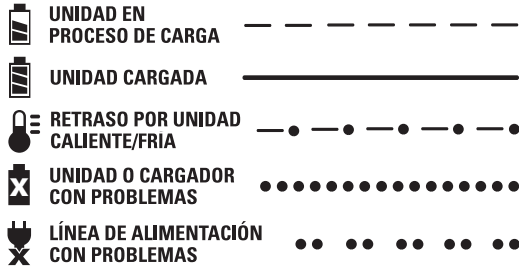 UNIDAD EN
PROCESO DE CARGA
UNIDAD CARGADA
RETRASO POR UNIDAD
CALIENTE/FRIA
UNIDAD O CARGADOR
CON PROBLEMAS
LÍNEA DE ALIMENTACIÓN
CON PROBLEMAS